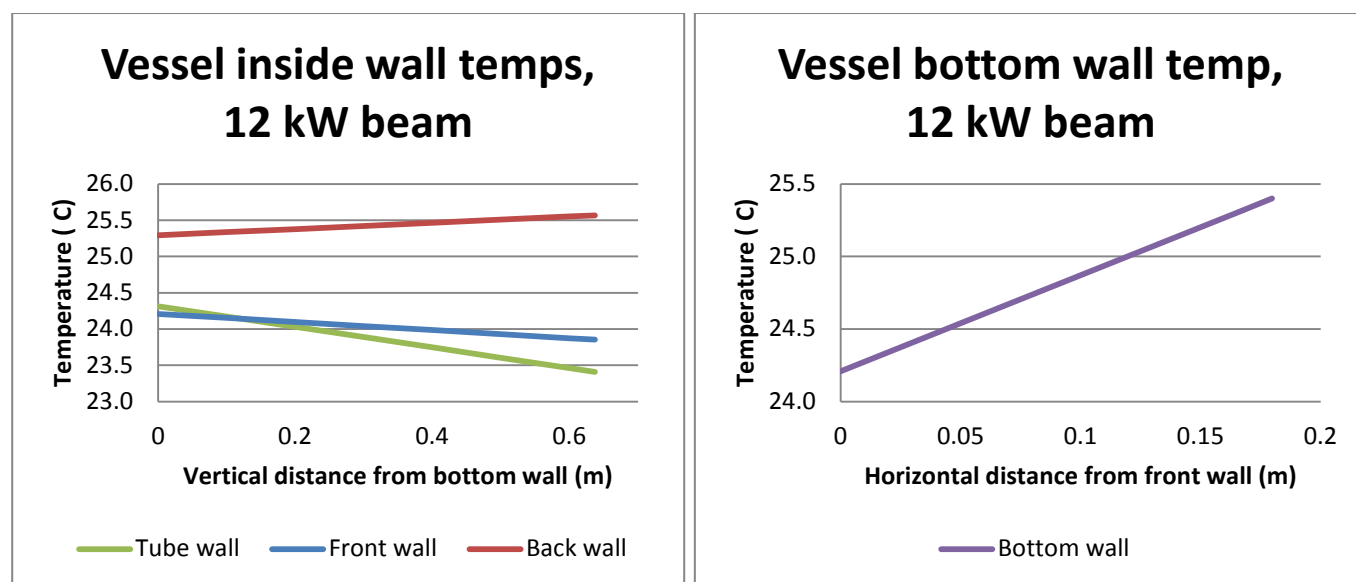 Vessel inside wall temps,
12 kW beam
Temperature ( C)
26.0
25.5
25.0
24.5
24.0
23.5
23.0
0
0.2
0.4
0.6
Vertical distance from bottom wall (m)
Tube wall
Front wall
Back wall
Vessel bottom wall temp,
12 kW beam
Temperature ( C)
25.5
25.0
24.5
24.0
0
0.05
0.1
0.15
0.2
Horizontal distance from front wall (m)
Bottom wall